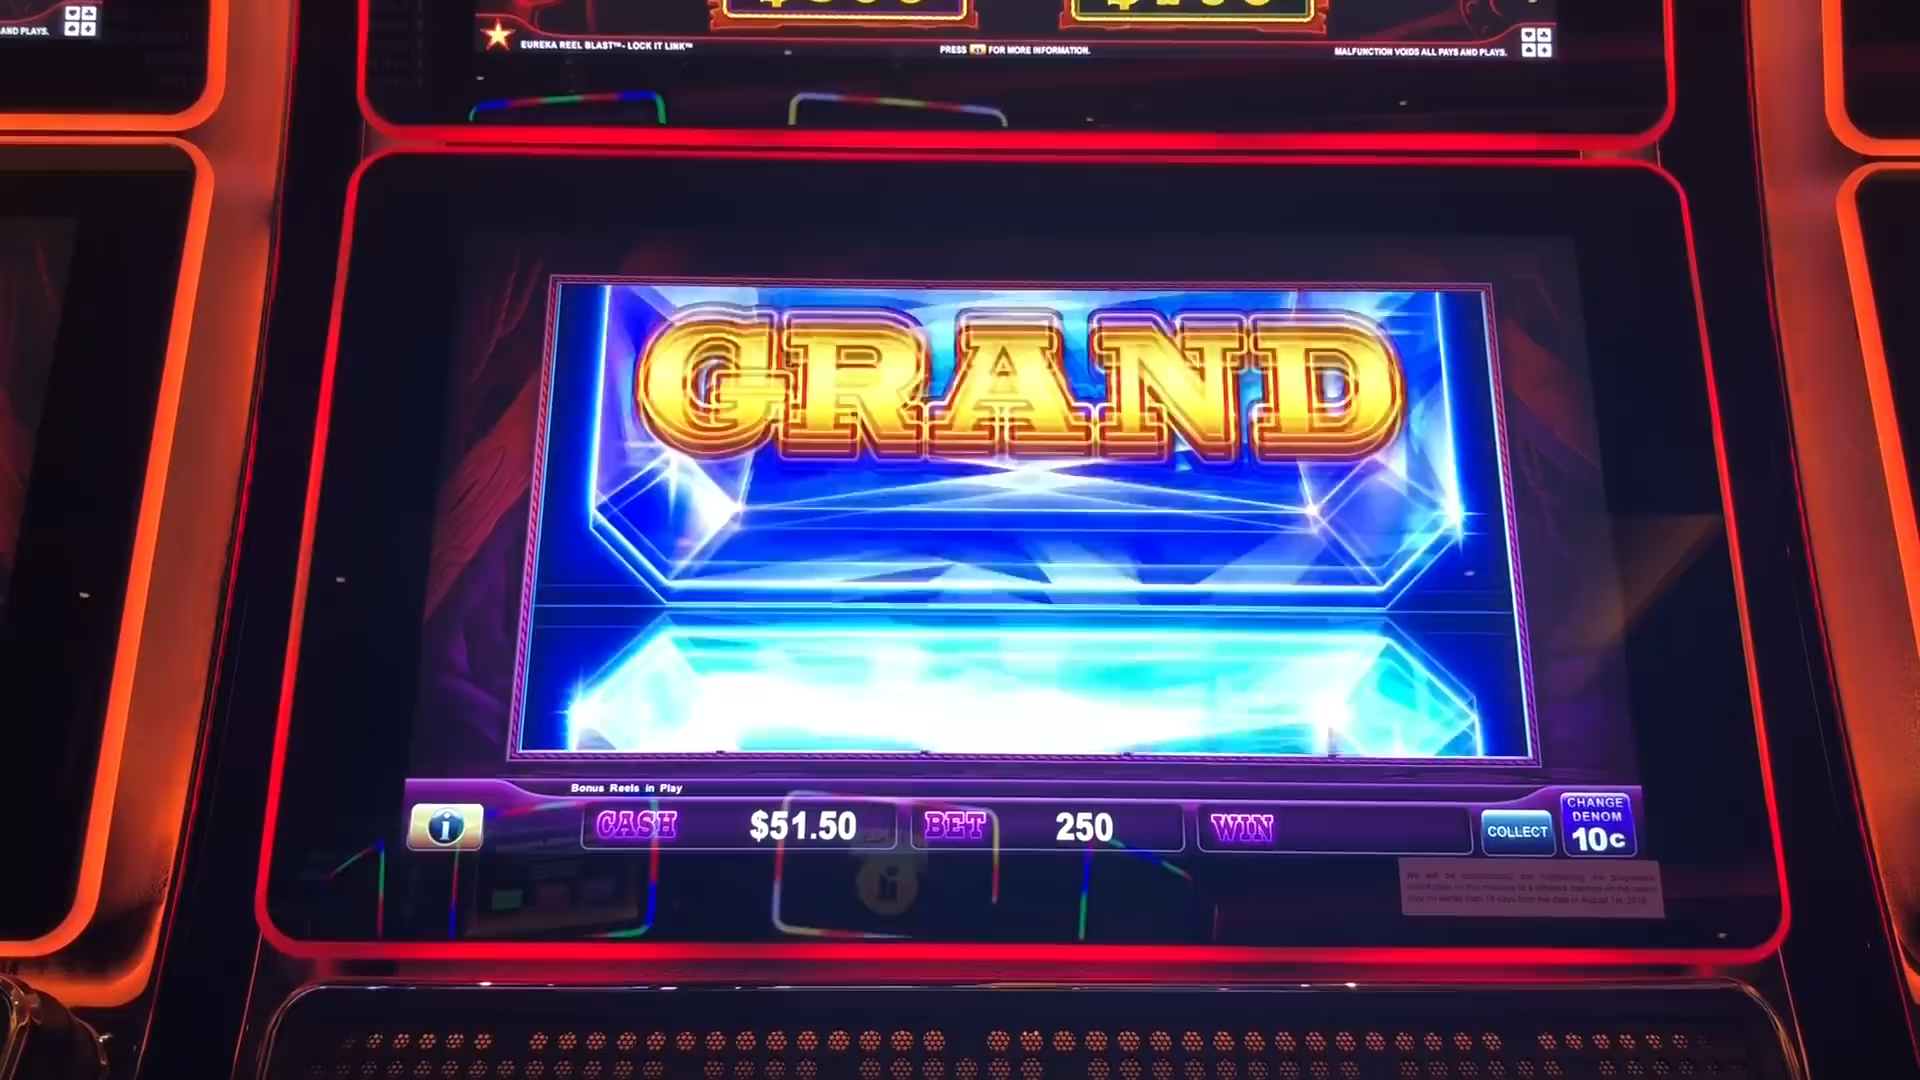 AND PLAYS.
EUREKA REEL BLAST™- LOCK IT LINK™
PRESS FOR MORE INFORMATION.
MALFUNCTION VOIDS ALL PAYS AND PLAYS.
GRAND
Bonus Reels in Play
i
CASH $51.50
BET 250
WIN
COLLECT
CHANGE
DENOM
10¢